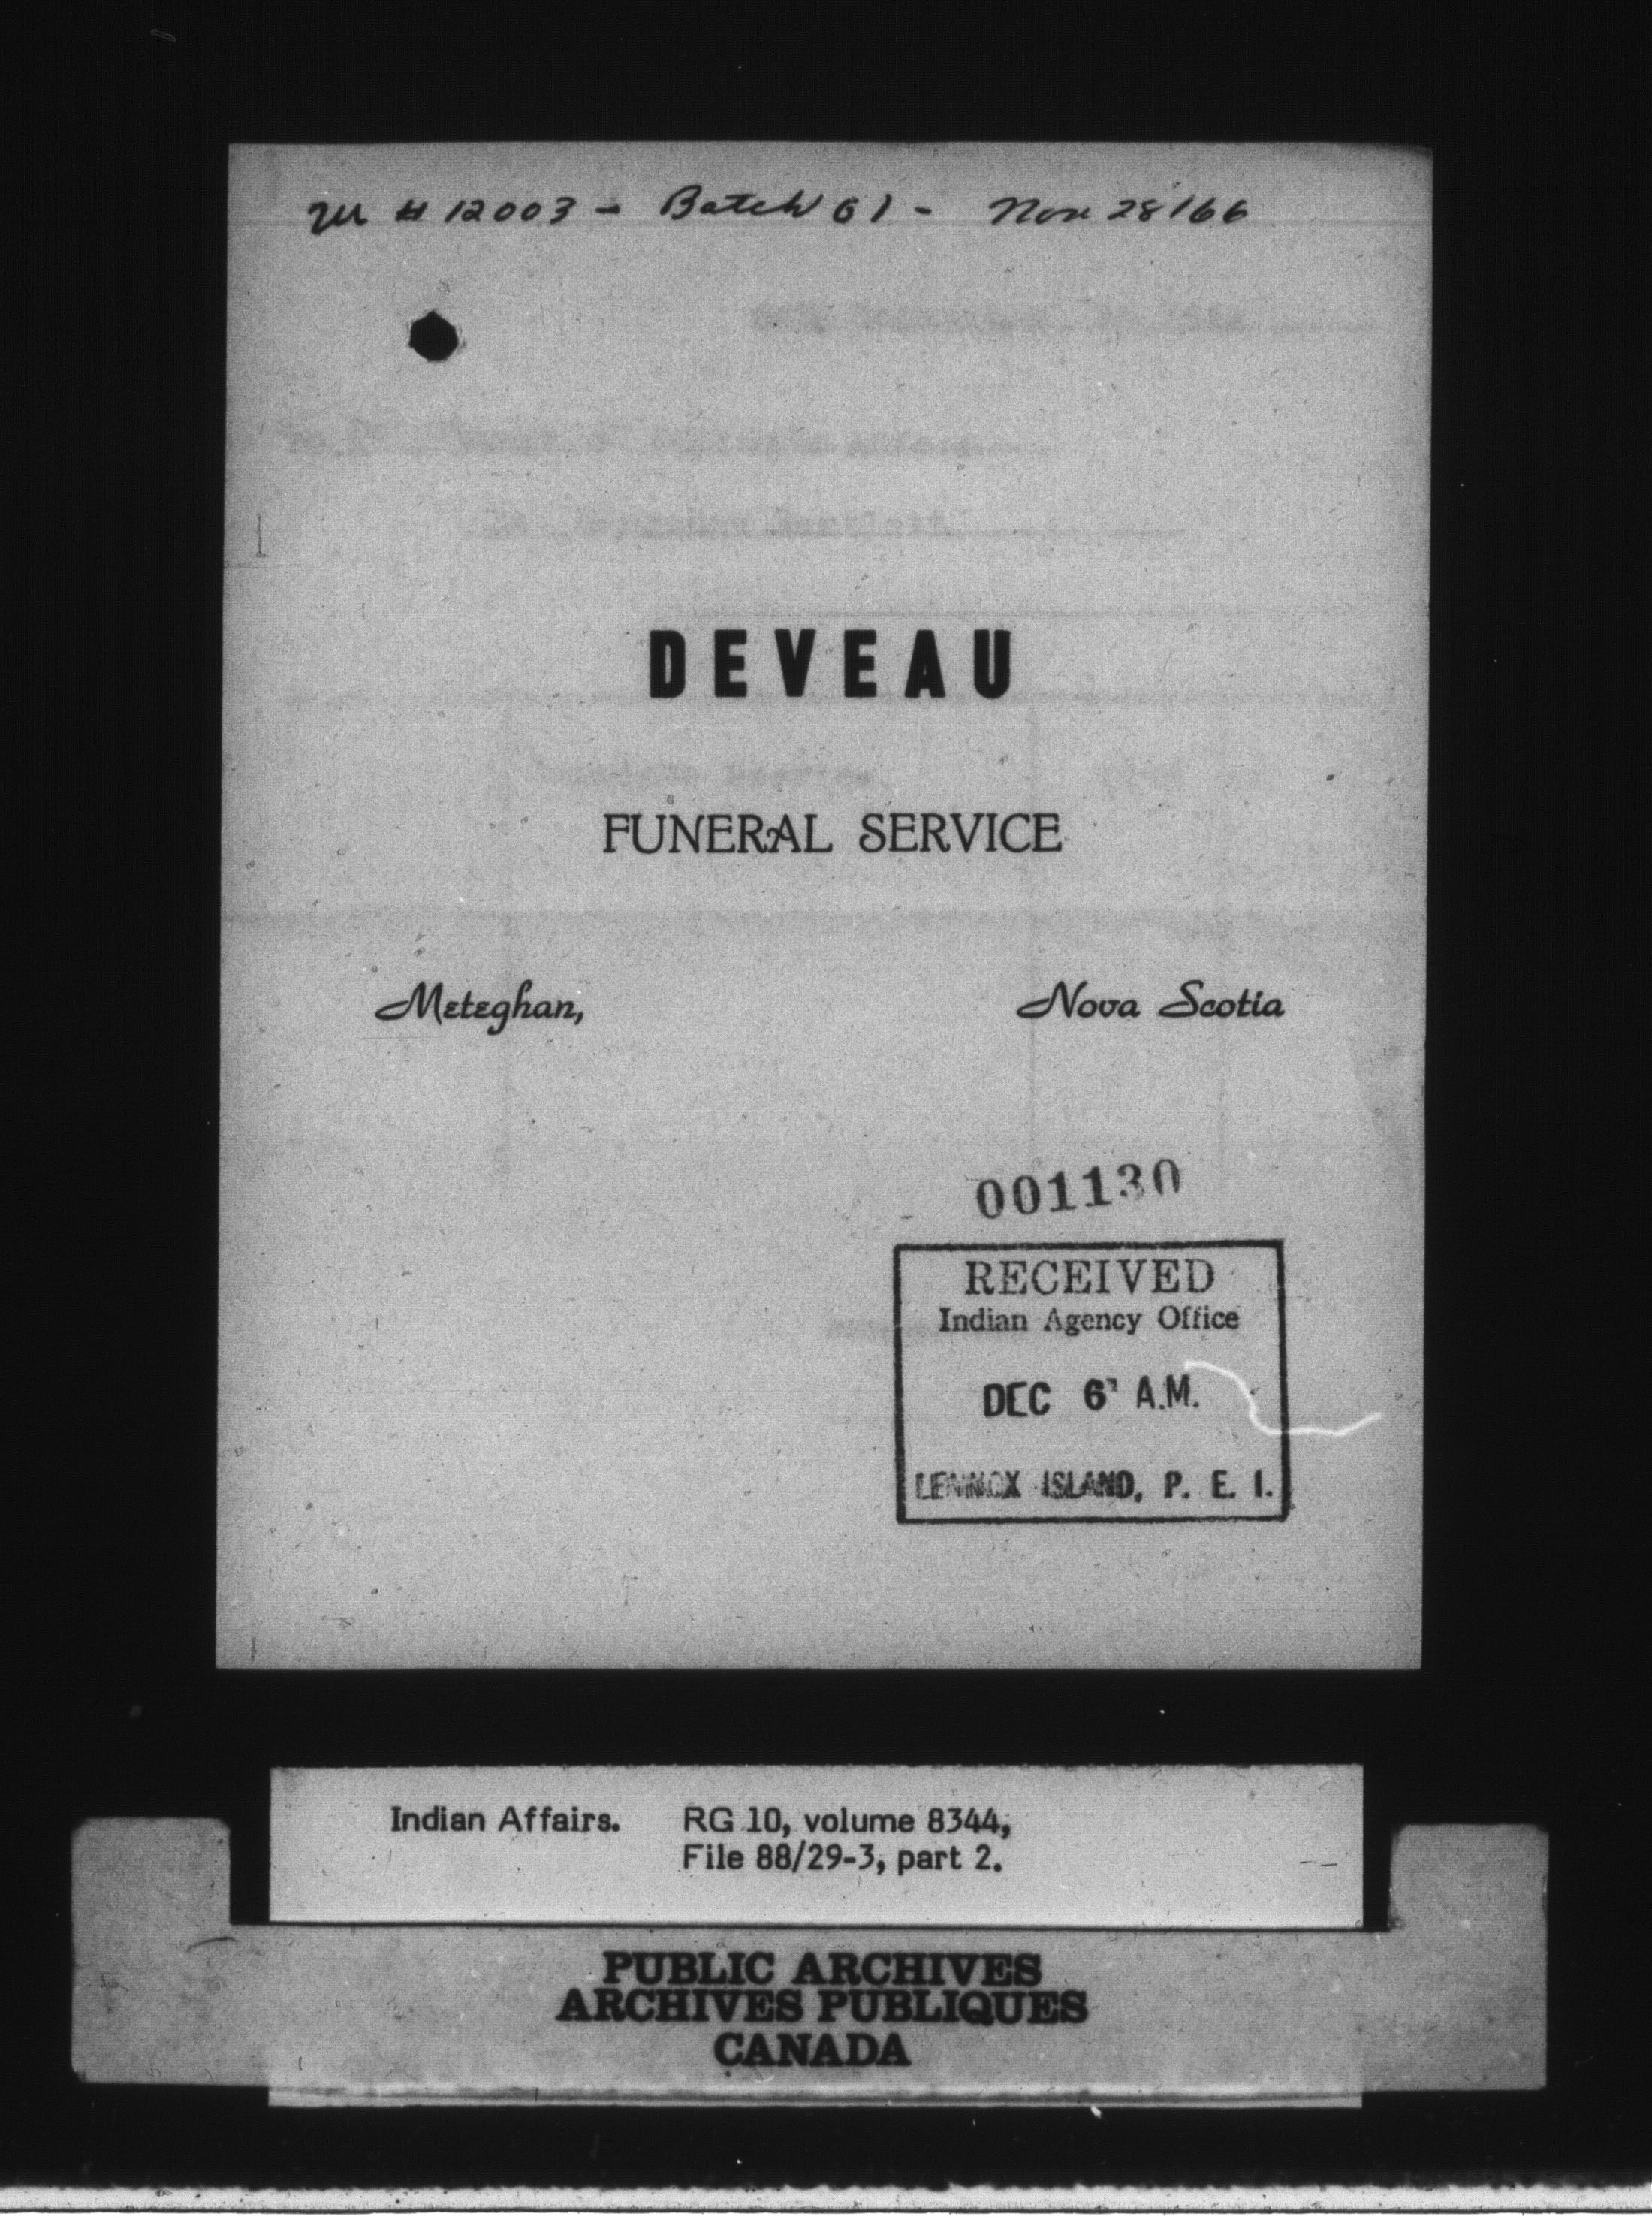 # 12003 - Batch 61 - Nov 28/66
DEVEAU
FUNERAL SERVICE
Meteghan, Nova Scotia
001130
RECEIVED
Indian Agency Office
DEC 6 A.M.
LENNOX ISLAND, P. E. I.
Indian Affairs. RG 10, volume 8344,
File 88/29-3, part 2.
PUBLIC ARCHIVES
ARCHIVES PUBLIQUES
CANADA